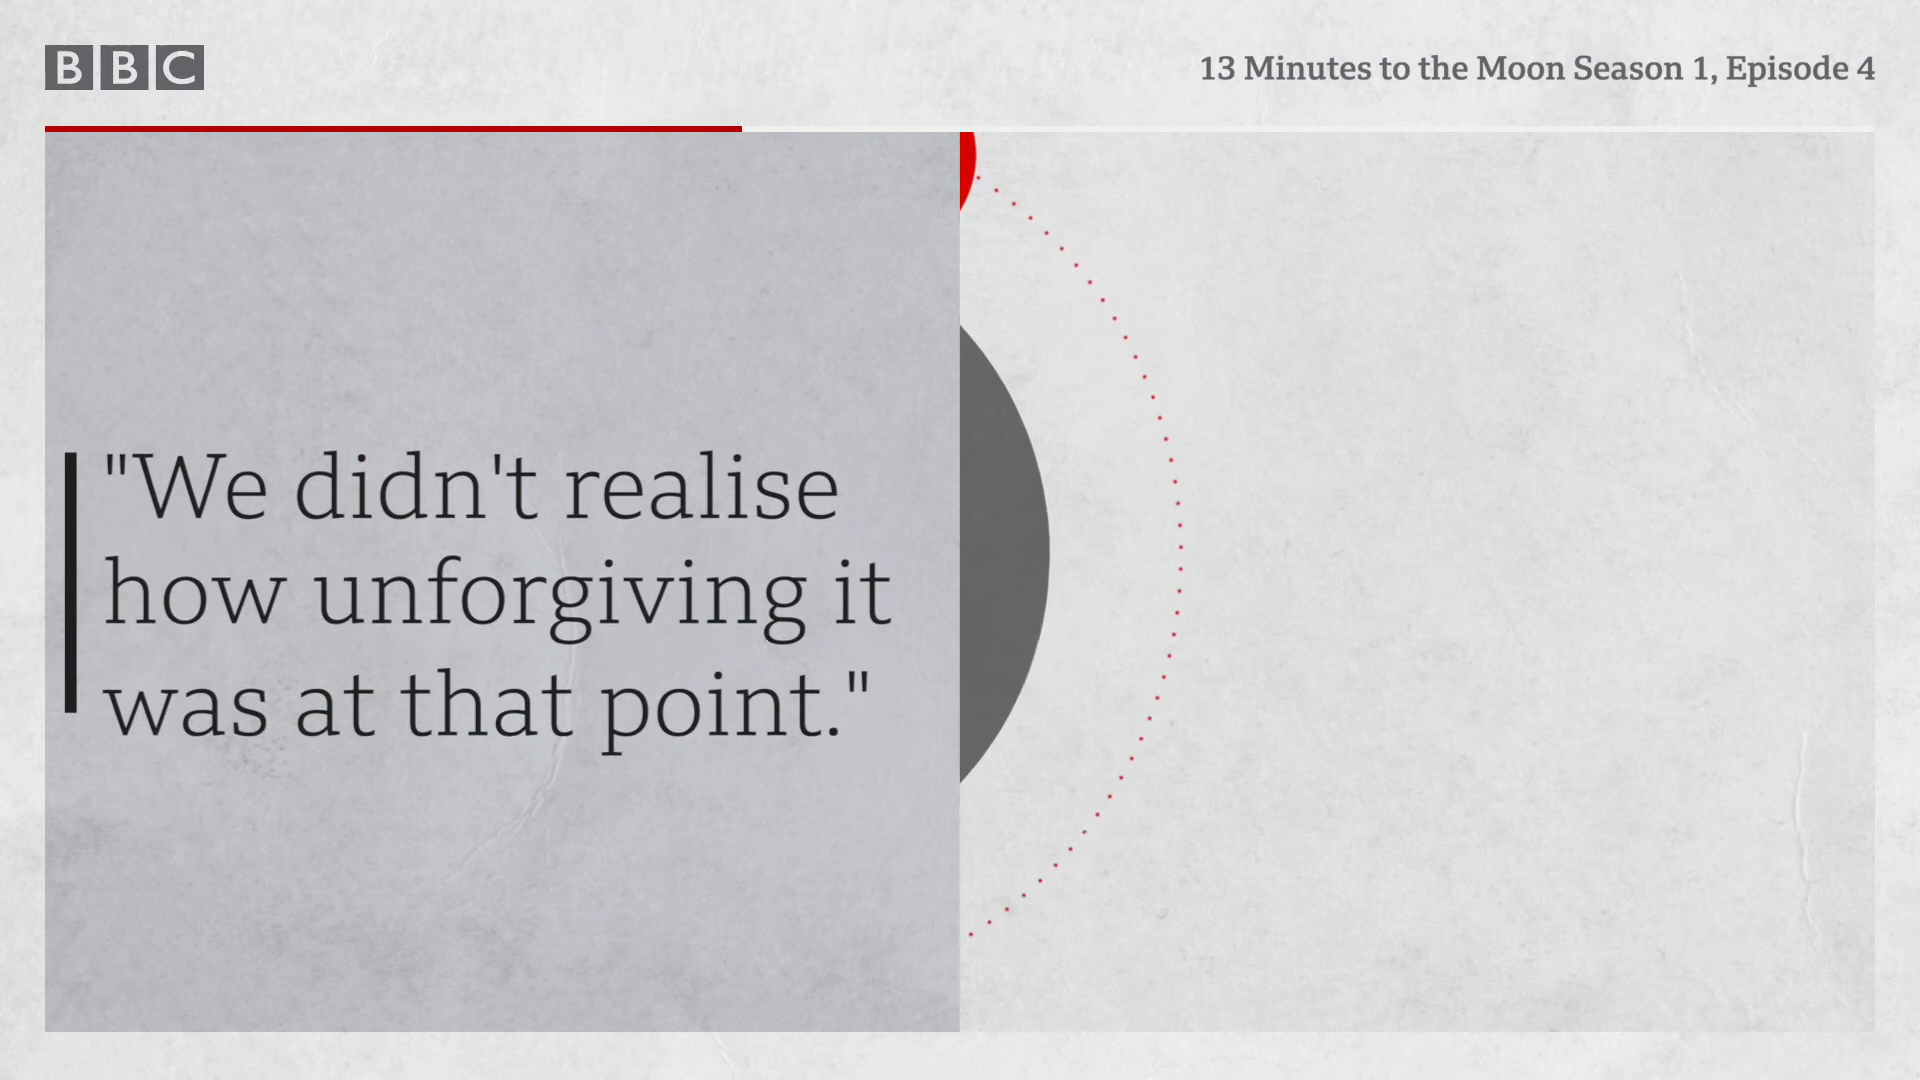 BBC
13 Minutes to the Moon Season 1, Episode 4
"We didn't realise
how unforgiving it
was at that point."